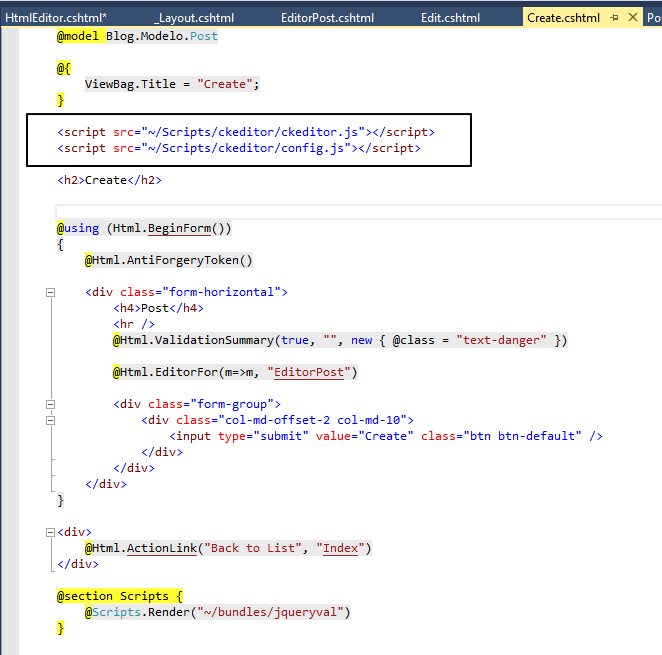 HtmlEditor.cshtml* _Layout.cshtml EditorPost.cshtml Edit.cshtml Create.cshtml Po
@model Blog.Modelo.Post
@{
ViewBag.Title = "Create";
}
<script src="~/Scripts/ckeditor/ckeditor.js"></script>
<script src="~/Scripts/ckeditor/config.js"></script>
<h2>Create</h2>
@using (Html.BeginForm())
{
@Html.AntiForgeryToken()
<div class="form-horizontal">
<h4>Post</h4>
<hr />
@Html.ValidationSummary(true, "", new { @class = "text-danger" })
@Html.EditorFor(m=>m, "EditorPost")
<div class="form-group">
<div class="col-md-offset-2 col-md-10">
<input type="submit" value="Create" class="btn btn-default" />
</div>
</div>
</div>
}
<div>
@Html.ActionLink("Back to List", "Index")
</div>
@section Scripts {
@Scripts.Render("~/bundles/jqueryval")
}